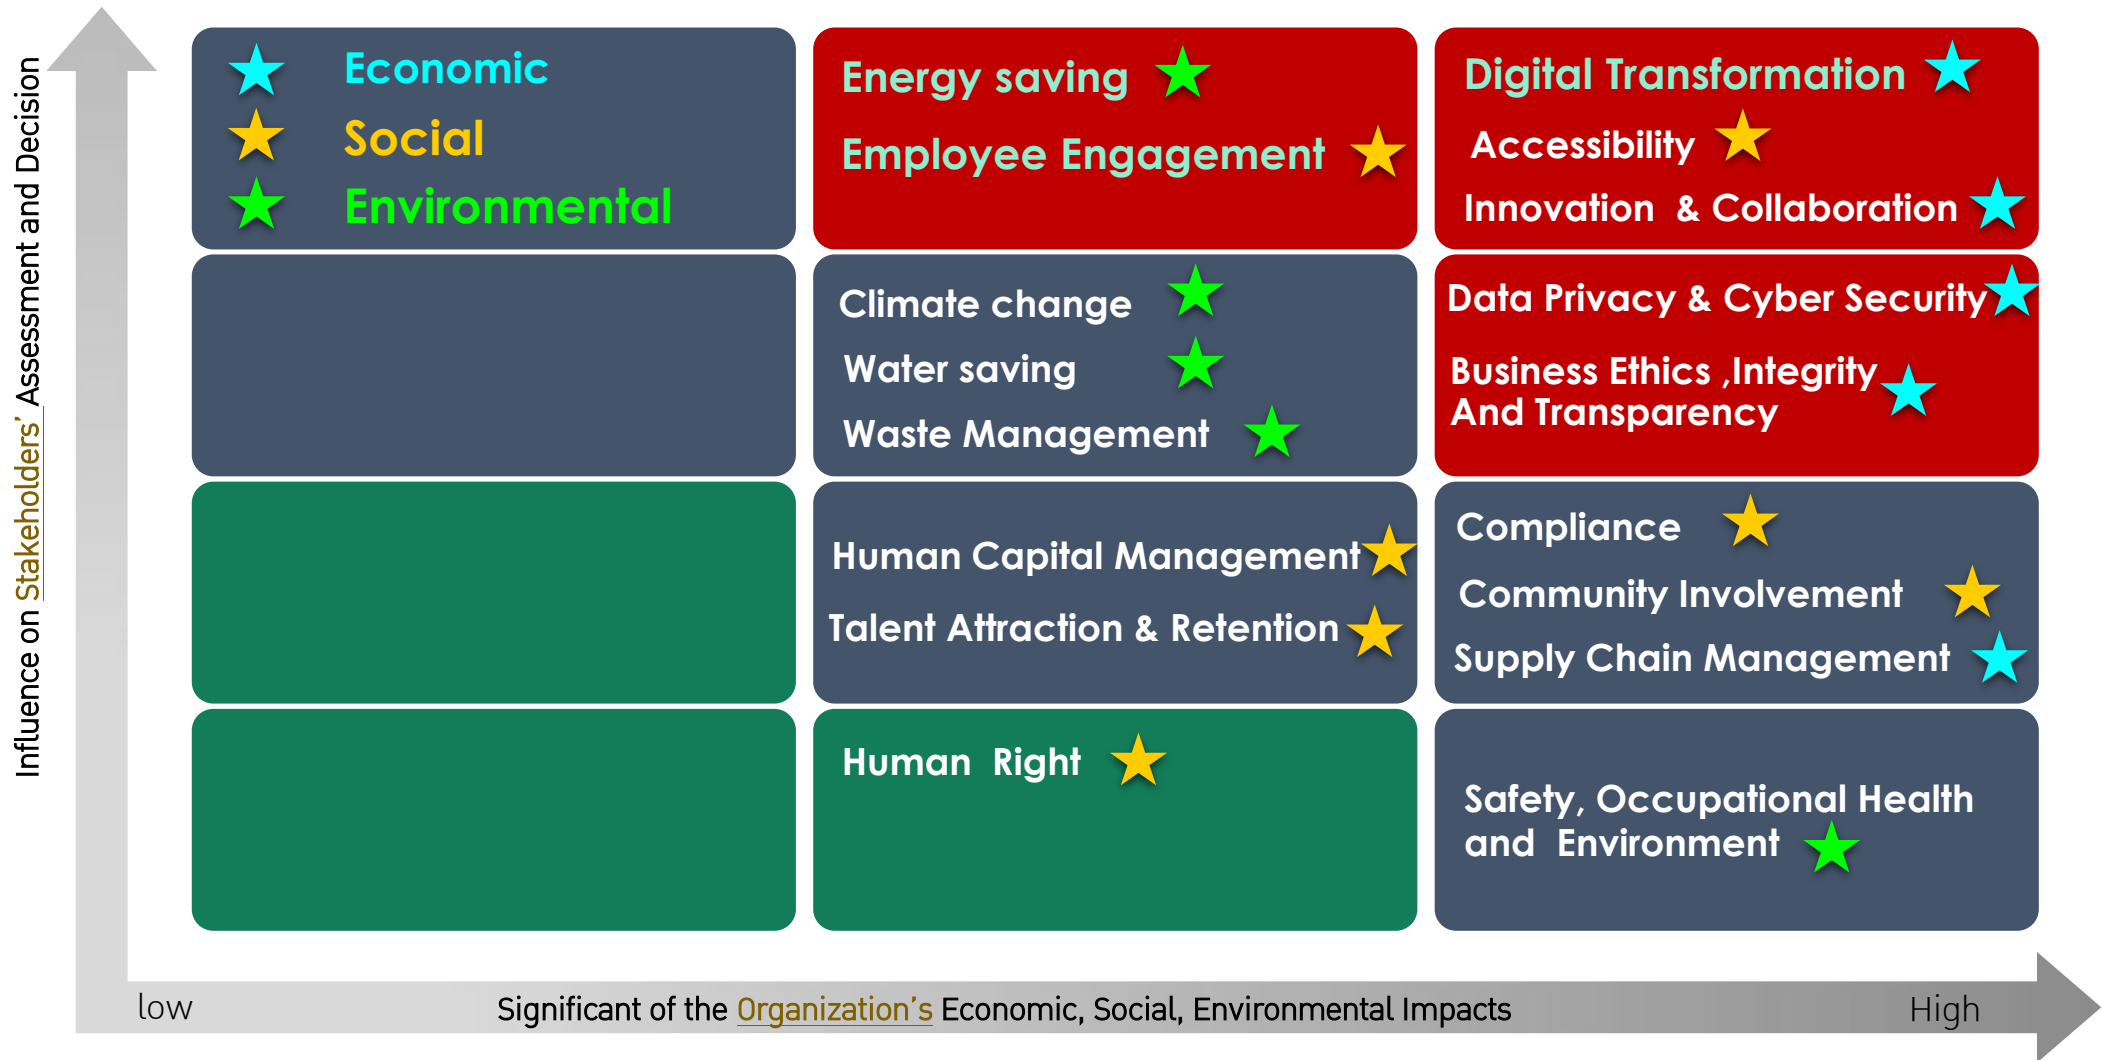 Influence on Stakeholders’ Assessment and Decision
Economic
Social
Environmental
Energy saving
Employee Engagement
Digital Transformation
Accessibility
Innovation & Collaboration
Climate change
Water saving
Waste Management
Data Privacy & Cyber Security
Business Ethics ,Integrity
And Transparency
Human Capital Management
Talent Attraction & Retention
Compliance
Community Involvement
Supply Chain Management
Human Right
Safety, Occupational Health
and Environment
low
Significant of the Organization’s Economic, Social, Environmental Impacts
High